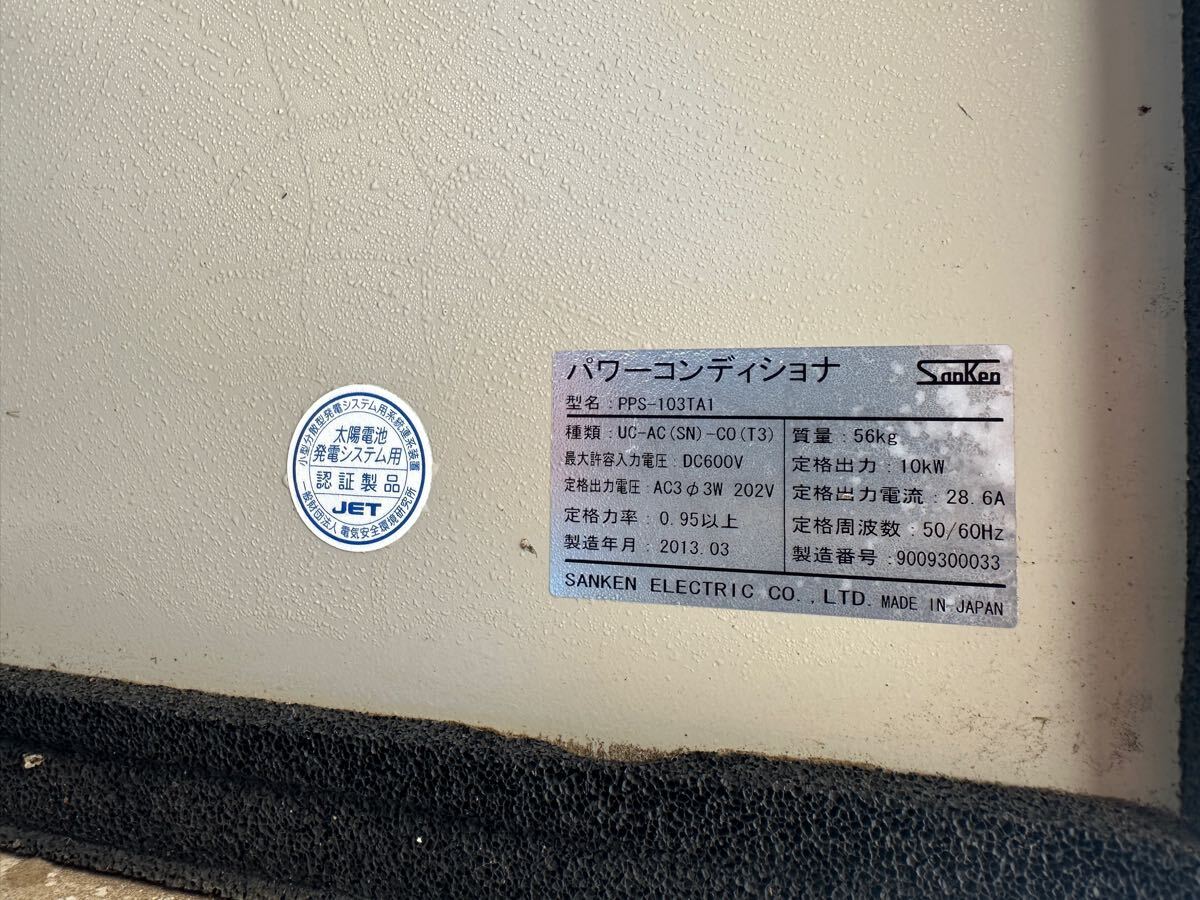 小型分散型発電システム用系統連系装置
太陽電池
発電システム用
認証製品
JET
一般財団法人 電気安全環境研究所
パワーコンディショナ
SanKen
型名：PPS-103TA1
種類：UC-AC(SN)-CO(T3)
最大許容入力電圧：DC600V
定格出力電圧：AC3φ3W 202V
定格力率：0.95以上
製造年月：2013.03
質量：56kg
定格出力：10kW
定格出力電流：28.6A
定格周波数：50/60Hz
製造番号：9009300033
SANKEN ELECTRIC CO.,LTD. MADE IN JAPAN